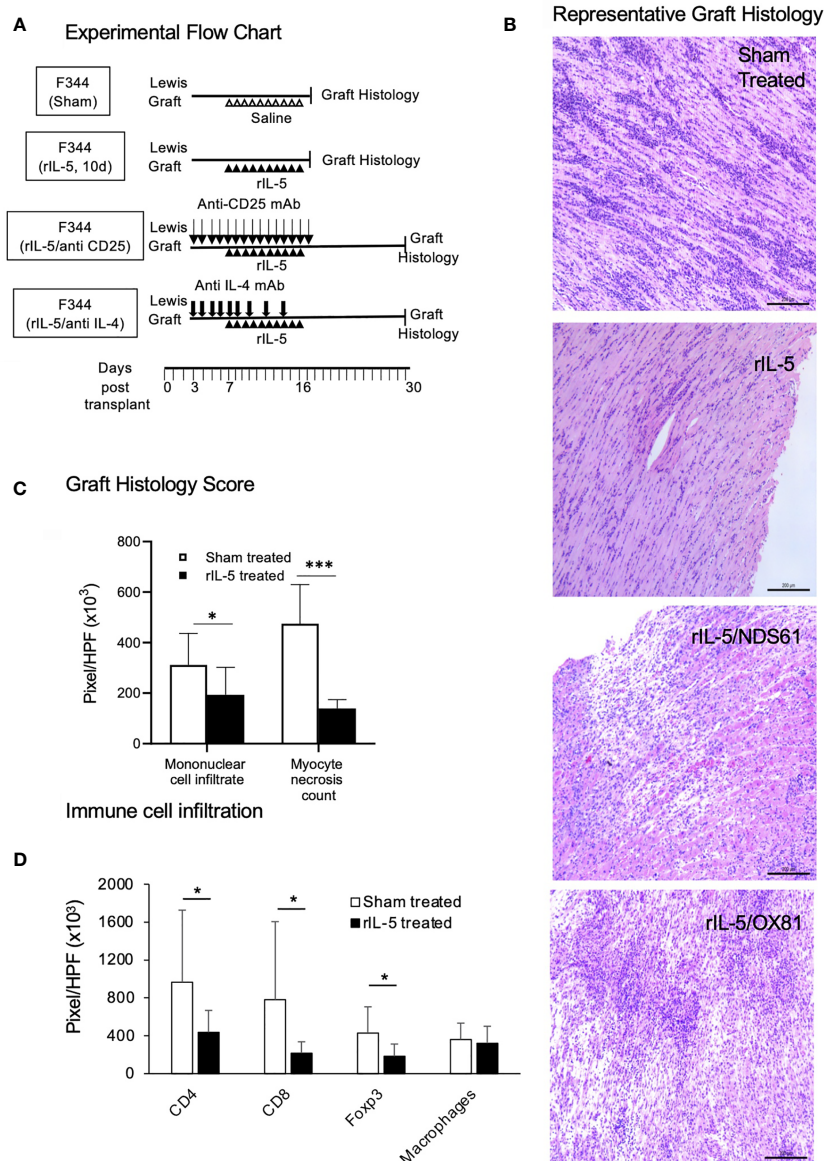 A
Experimental Flow Chart
F344
(Sham)
Lewis
Graft
Graft Histology
Saline
F344
(rIL-5, 10d)
Lewis
Graft
Graft Histology
rIL-5
Anti-CD25 mAb
F344
(rIL-5/anti CD25)
Lewis
Graft
Graft
Histology
rIL-5
Anti IL-4 mAb
F344
(rIL-5/anti IL-4)
Lewis
Graft
Graft
Histology
rIL-5
Days
post
transplant
0 3 7 16 30
B
Representative Graft Histology
Sham
Treated
rIL-5
200 µm
rIL-5/NDS61
rIL-5/OX81
C
Graft Histology Score
Pixel/HPF (x10³)
800
600
400
200
0
Sham treated
rIL-5 treated
*
***
Mononuclear
cell infiltrate
Myocyte
necrosis
count
Immune cell infiltration
D
Pixel/HPF (x10³)
2000
1600
1200
800
400
0
Sham treated
rIL-5 treated
*
*
*
CD4
CD8
Foxp3
Macrophages